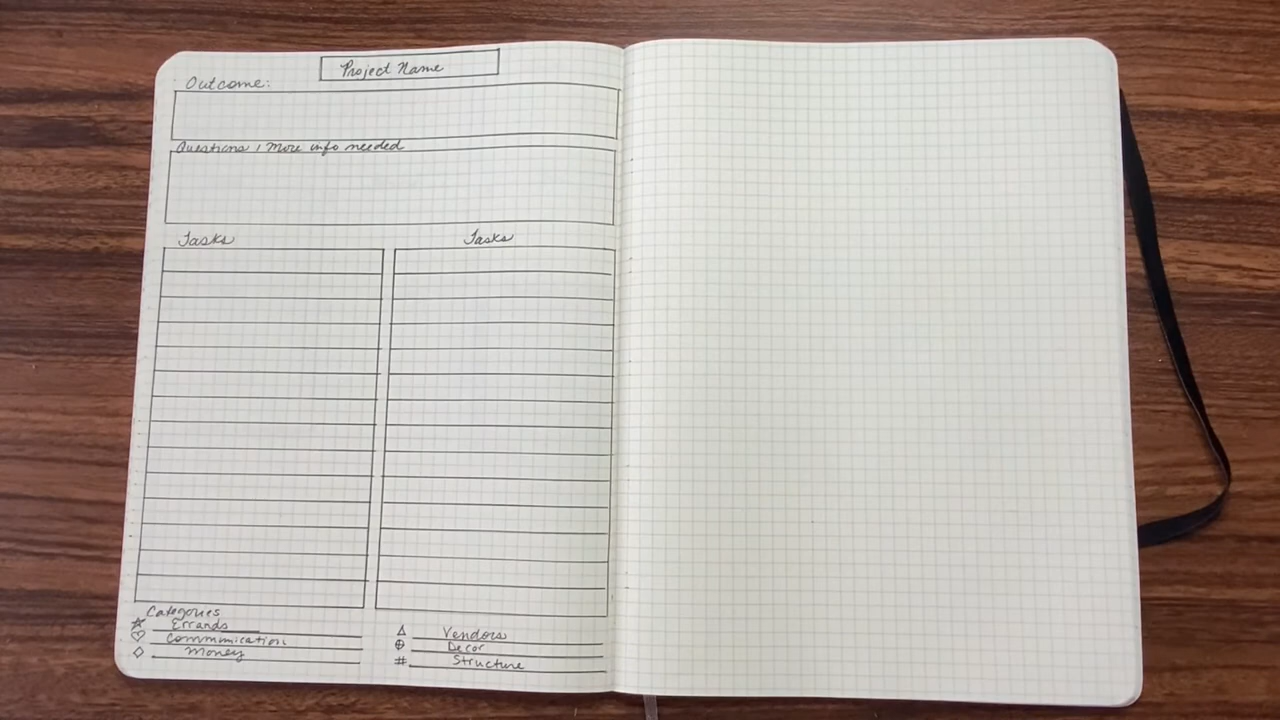 Project Name
Outcome:
Questions / More info needed
Tasks
Tasks
Categories
☆ Errands
♡ Communication
◇ Money
△ Vendors
⊕ Decor
# Structure